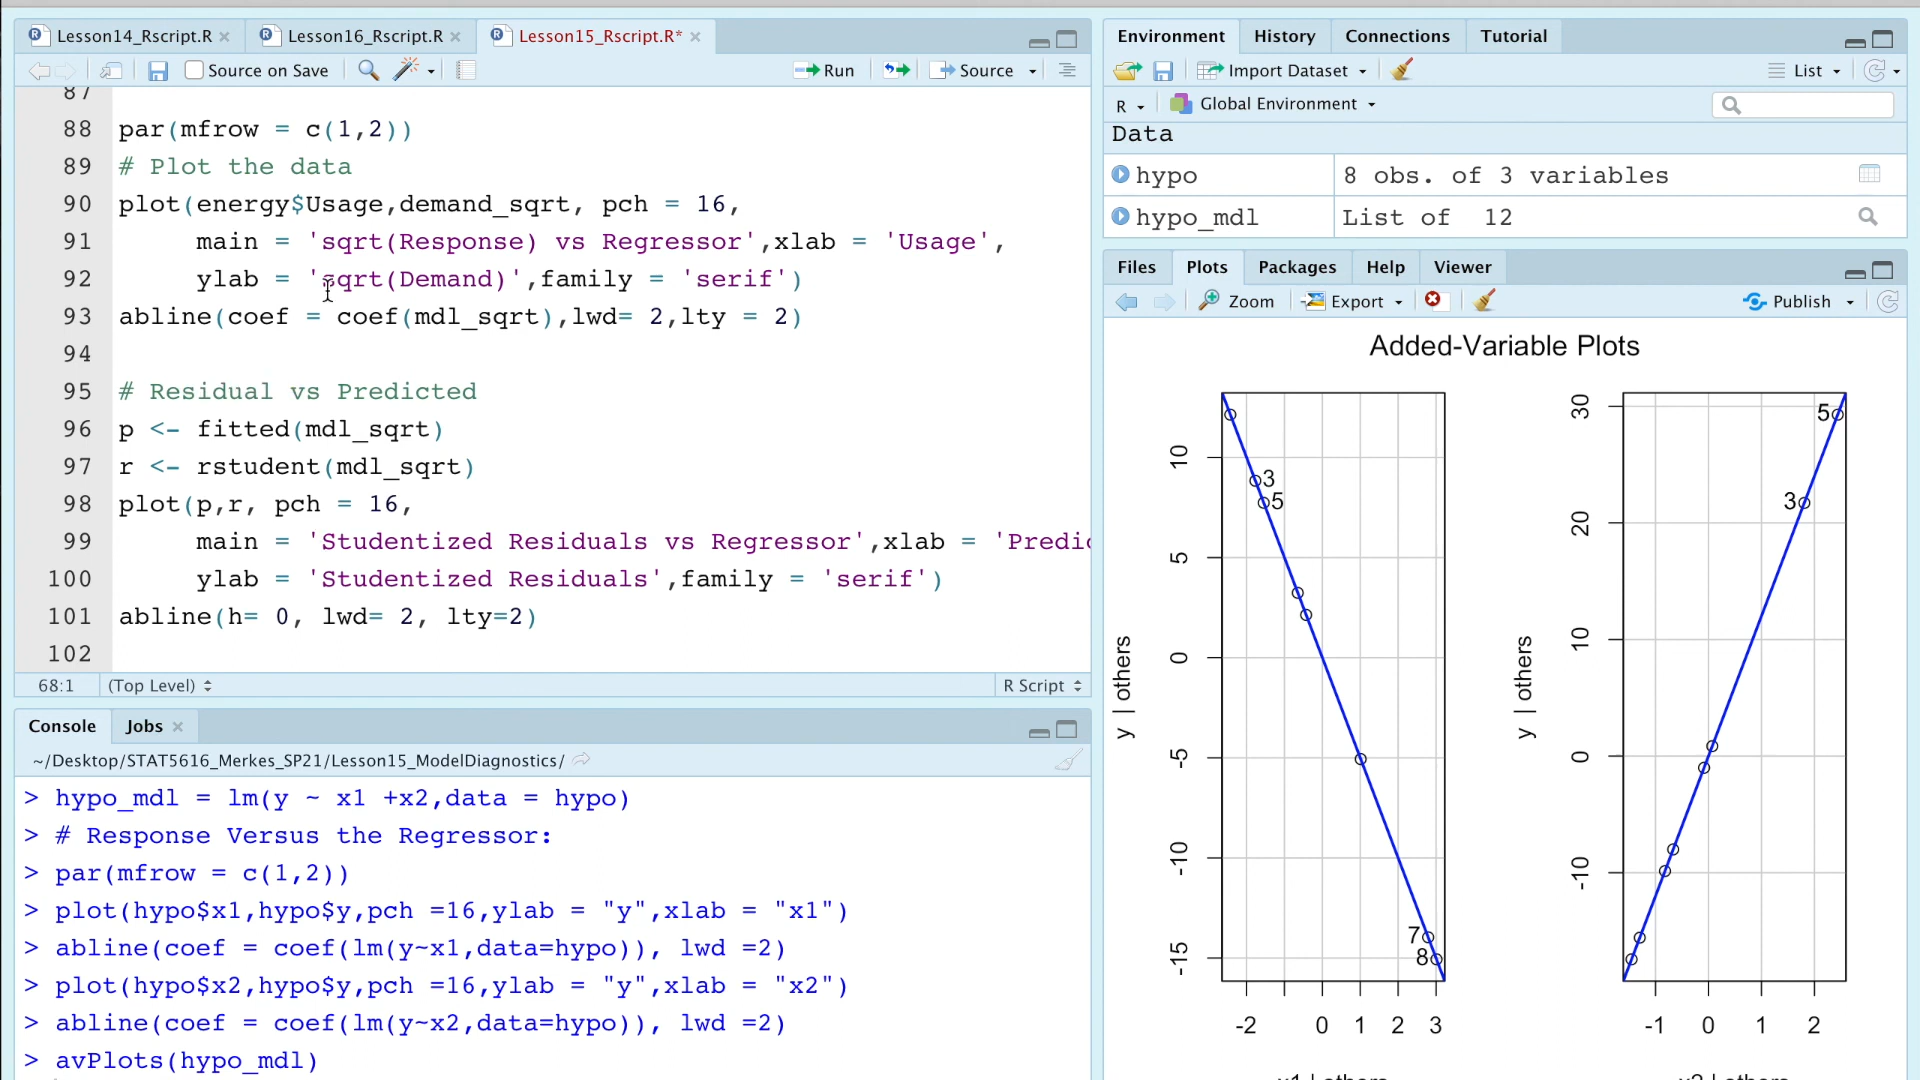 Lesson14_Rscript.R Lesson16_Rscript.R Lesson15_Rscript.R*
Source on Save Run Source
87
88 par(mfrow = c(1,2))
89 # Plot the data
90 plot(energy$Usage,demand_sqrt, pch = 16,
91 main = 'sqrt(Response) vs Regressor',xlab = 'Usage',
92 ylab = 'sqrt(Demand)',family = 'serif')
93 abline(coef = coef(mdl_sqrt),lwd= 2,lty = 2)
94
95 # Residual vs Predicted
96 p <- fitted(mdl_sqrt)
97 r <- rstudent(mdl_sqrt)
98 plot(p,r, pch = 16,
99 main = 'Studentized Residuals vs Regressor',xlab = 'Predic
100 ylab = 'Studentized Residuals',family = 'serif')
101 abline(h= 0, lwd= 2, lty=2)
102
68:1 (Top Level) R Script
Console Jobs
~/Desktop/STAT5616_Merkes_SP21/Lesson15_ModelDiagnostics/
> hypo_mdl = lm(y ~ x1 +x2,data = hypo)
> # Response Versus the Regressor:
> par(mfrow = c(1,2))
> plot(hypo$x1,hypo$y,pch =16,ylab = "y",xlab = "x1")
> abline(coef = coef(lm(y~x1,data=hypo)), lwd =2)
> plot(hypo$x2,hypo$y,pch =16,ylab = "y",xlab = "x2")
> abline(coef = coef(lm(y~x2,data=hypo)), lwd =2)
> avPlots(hypo_mdl)
Environment History Connections Tutorial
Import Dataset List
R Global Environment
Data
hypo 8 obs. of 3 variables
hypo_mdl List of 12
Files Plots Packages Help Viewer
Zoom Export Publish
Added-Variable Plots
y | others
10
5
0
-5
-10
-15
3
5
7
8
-2 0 1 2 3
x1 | others
y | others
30
20
10
0
-10
5
3
-1 0 1 2
x2 | others